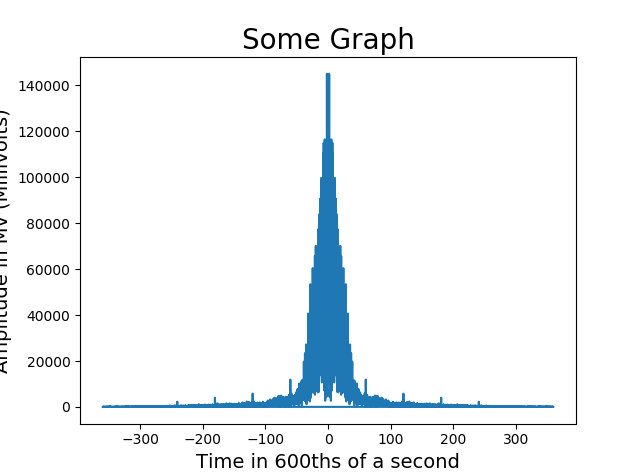 Some Graph
Amplitude in MV (Millivolts)
140000
120000
100000
80000
60000
40000
20000
0
−300 −200 −100 0 100 200 300
Time in 600ths of a second